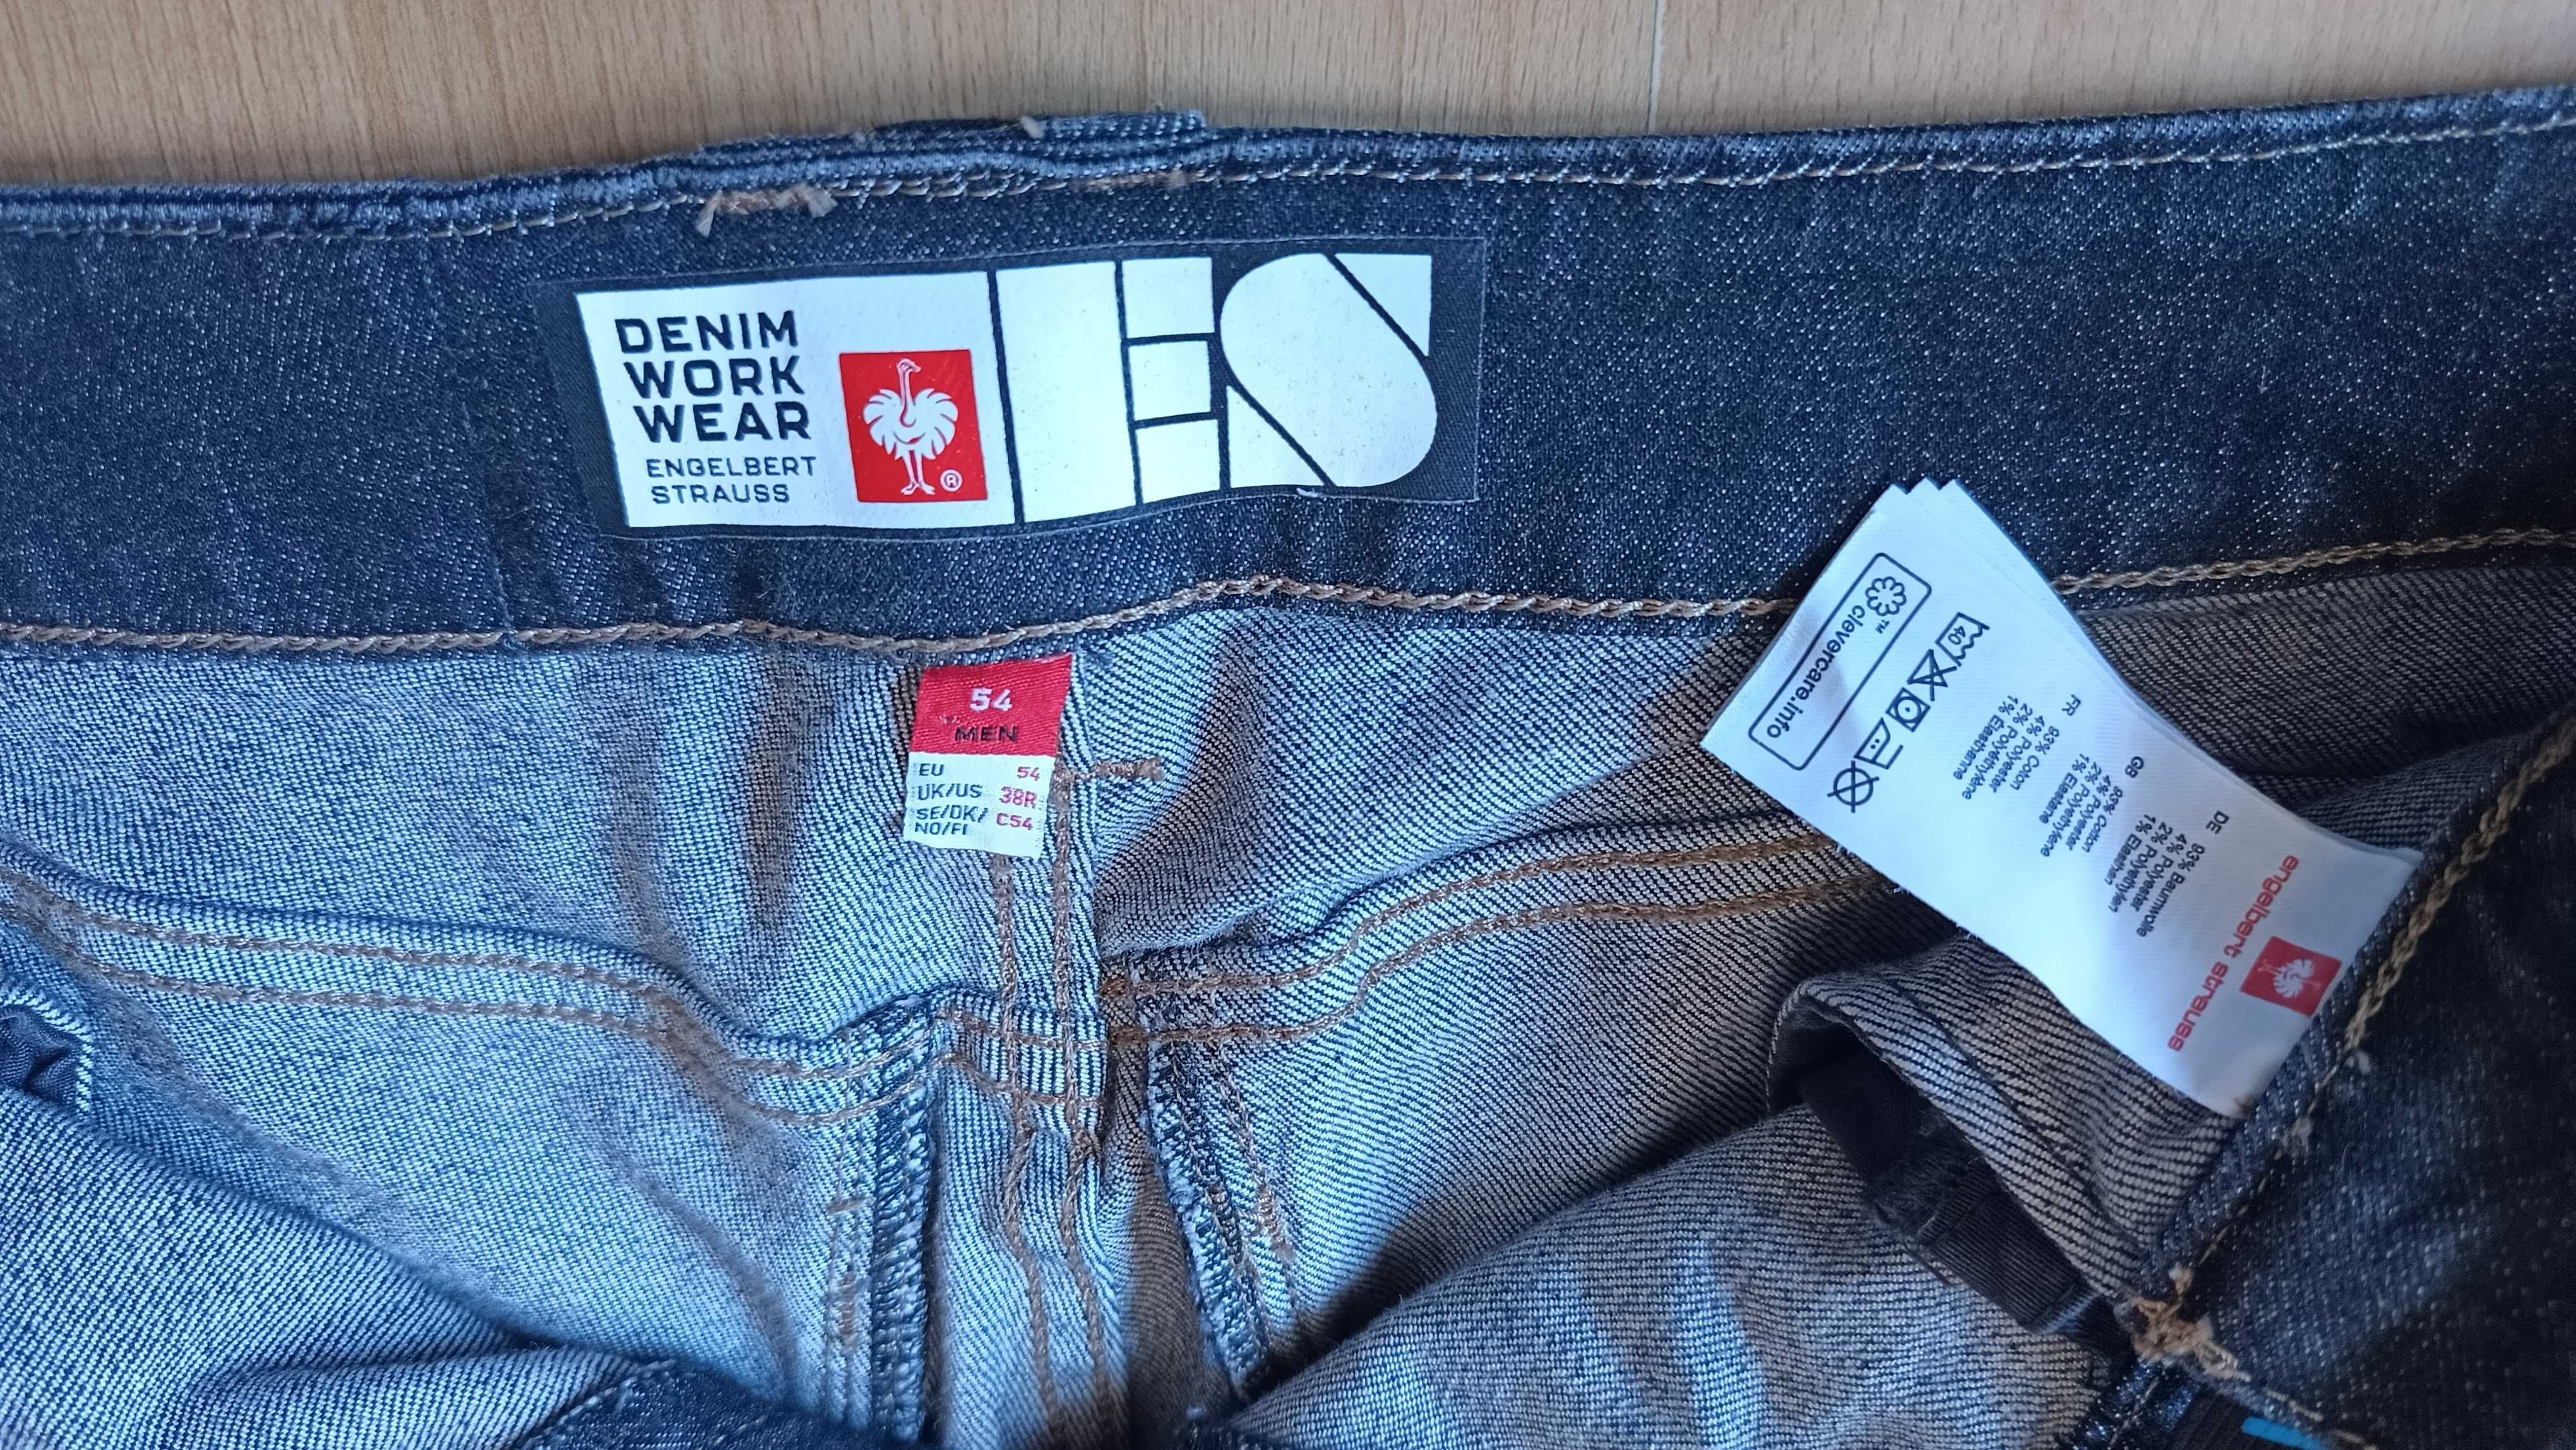 DENIM
WORK
WEAR
ENGELBERT
STRAUSS
®
ES
54
MEN
EU 54
UK/US 38R
SE/DK/ C54
NO/FI
clevercare.info
™
40
FR
93% Coton
4% Polyester
2% Polyéthylène
1% Élasthanne
GB
93% Cotton
4% Polyester
2% Polyethylene
1% Elastane
DE
93% Baumwolle
4% Polyester
2% Polyethylen
1% Elasthan
engelbert strauss